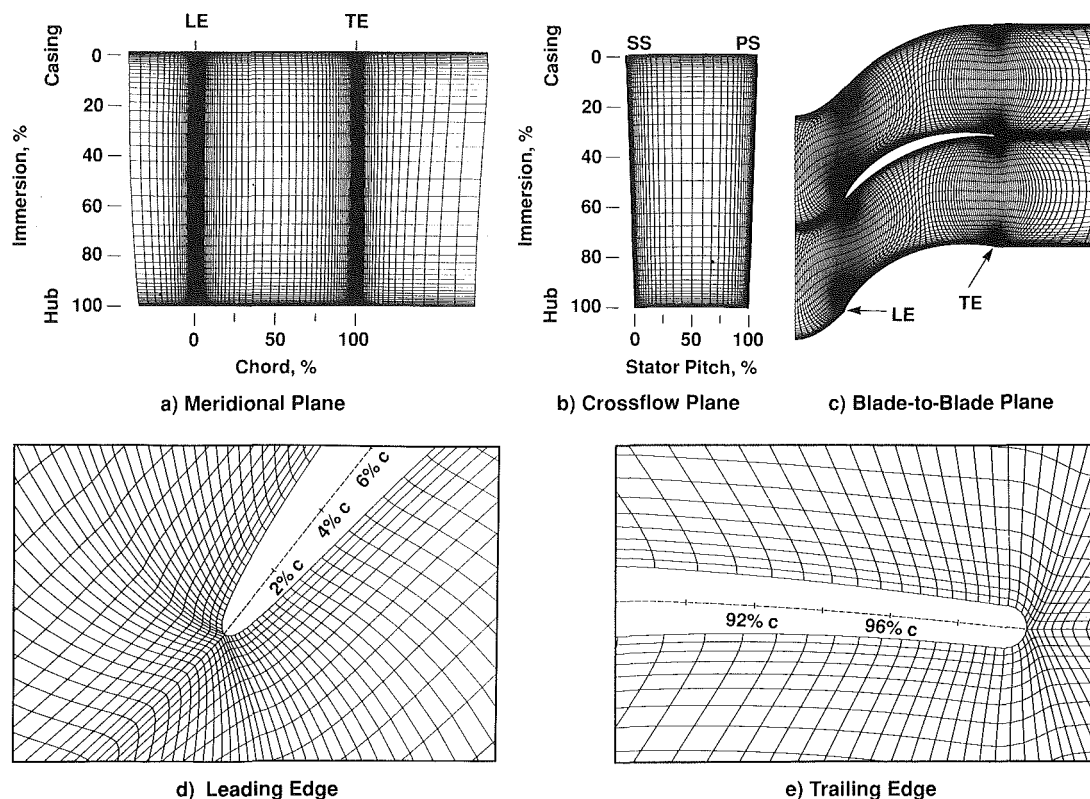 LE TE
Casing
Immersion, %
Hub
0
20
40
60
80
100
0 50 100
Chord, %
a) Meridional Plane
SS PS
Casing
Immersion, %
Hub
0
20
40
60
80
100
0 50 100
Stator Pitch, %
b) Crossflow Plane
LE
TE
c) Blade-to-Blade Plane
2% c
4% c
6% c
d) Leading Edge
92% c
96% c
e) Trailing Edge